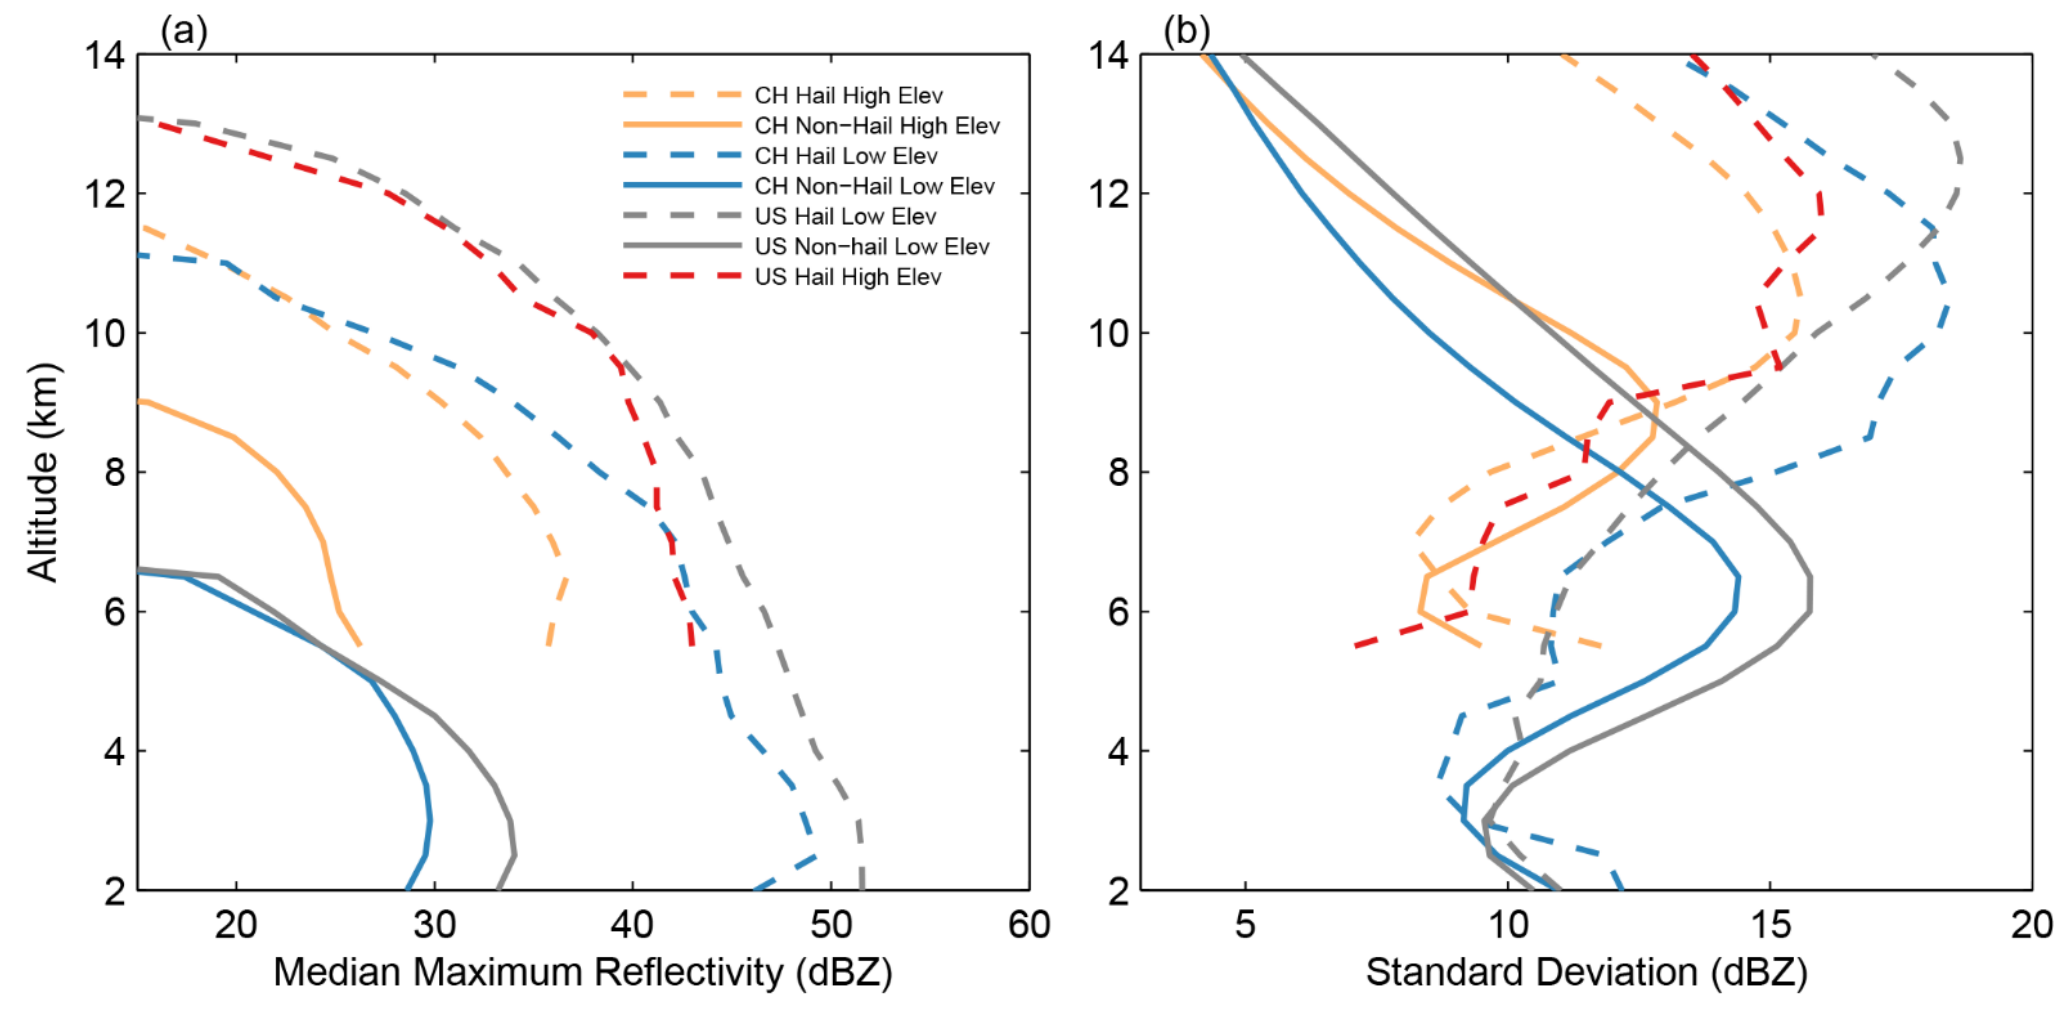 (a)
14
12
10
8
6
4
2
20
30
40
50
60
Altitude (km)
Median Maximum Reflectivity (dBZ)
CH Hail High Elev
CH Non-Hail High Elev
CH Hail Low Elev
CH Non-Hail Low Elev
US Hail Low Elev
US Non-hail Low Elev
US Hail High Elev
(b)
14
12
10
8
6
4
2
5
10
15
20
Standard Deviation (dBZ)